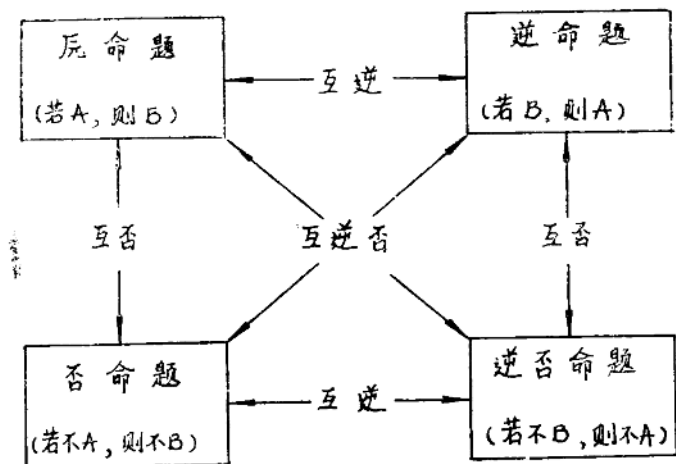 原命题
逆命题
互逆
(若A,则B)
(若B,则A)
互否
互逆否
互否
否命题
逆否命题
互逆
(若不A,则不B)
(若不B,则不A)